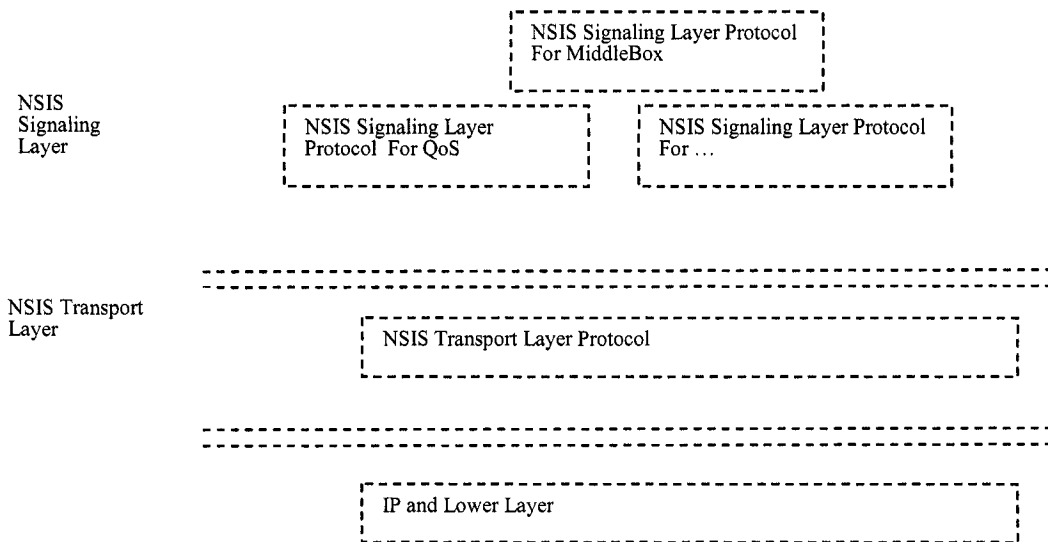 NSIS Signaling Layer Protocol
For MiddleBox
NSIS
Signaling
Layer
NSIS Signaling Layer
Protocol For QoS
NSIS Signaling Layer Protocol
For ...
NSIS Transport
Layer
NSIS Transport Layer Protocol
IP and Lower Layer